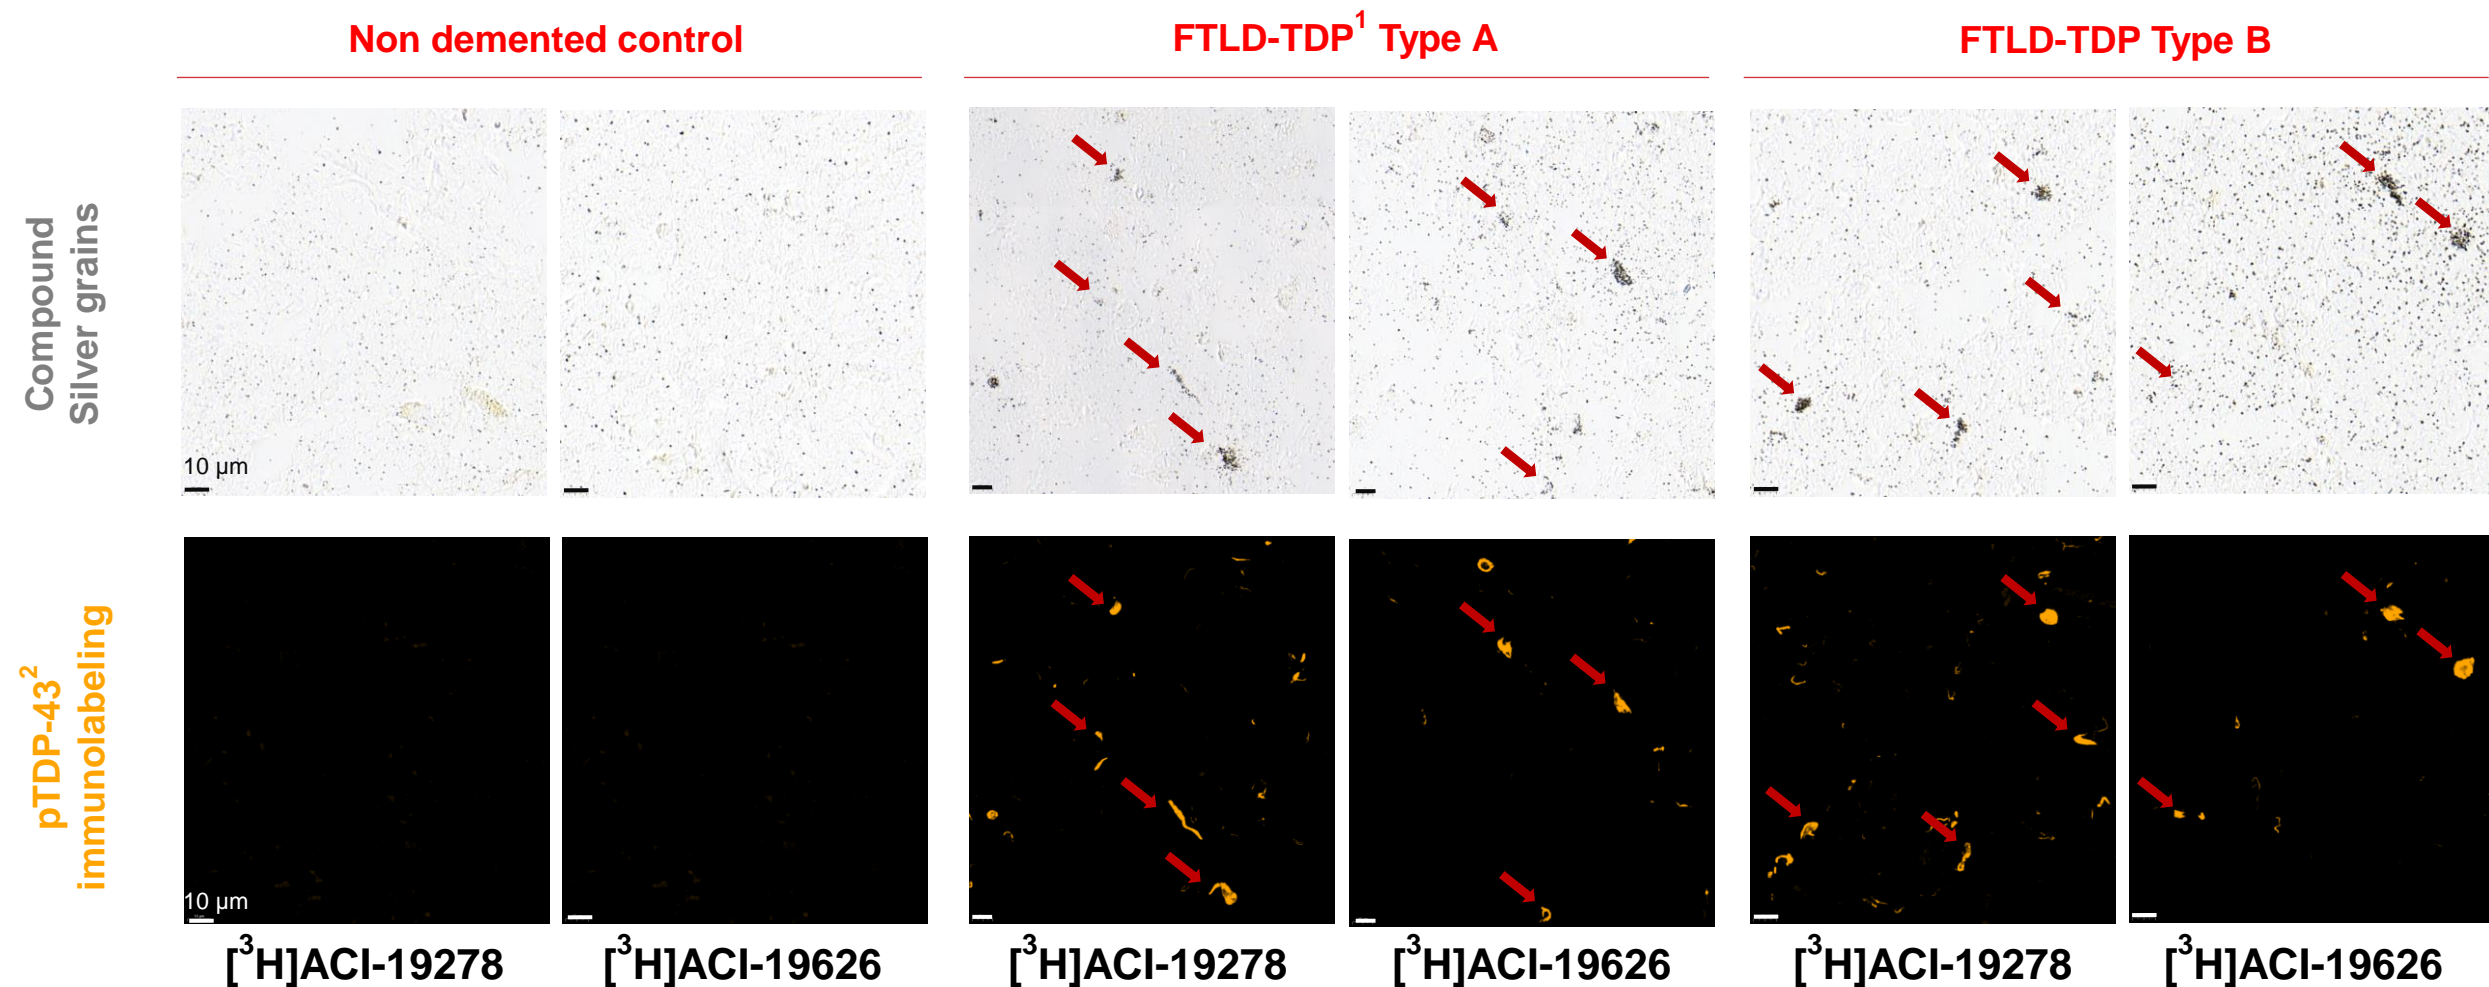 Non demented control
FTLD-TDP¹ Type A
FTLD-TDP Type B
Compound
Silver grains
10 µm
pTDP-43²
immunolabeling
10 µm
[³H]ACI-19278
[³H]ACI-19626
[³H]ACI-19278
[³H]ACI-19626
[³H]ACI-19278
[³H]ACI-19626